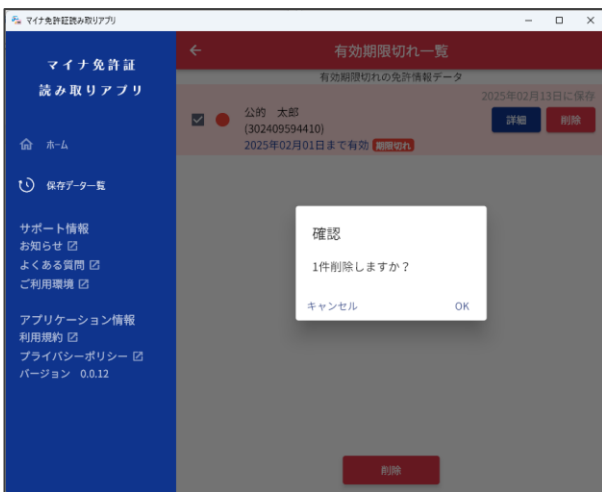 マイナ免許証読み取りアプリ
マイナ免許証
読み取りアプリ
ホーム
保存データ一覧
サポート情報
お知らせ
よくある質問
ご利用環境
アプリケーション情報
利用規約
プライバシーポリシー
バージョン 0.0.12
有効期限切れ一覧
有効期限切れの免許情報データ
2025年02月13日に保存
公的 太郎
(302409594410)
2025年02月01日まで有効 期限切れ
詳細 削除
確認
1件削除しますか？
キャンセル OK
削除